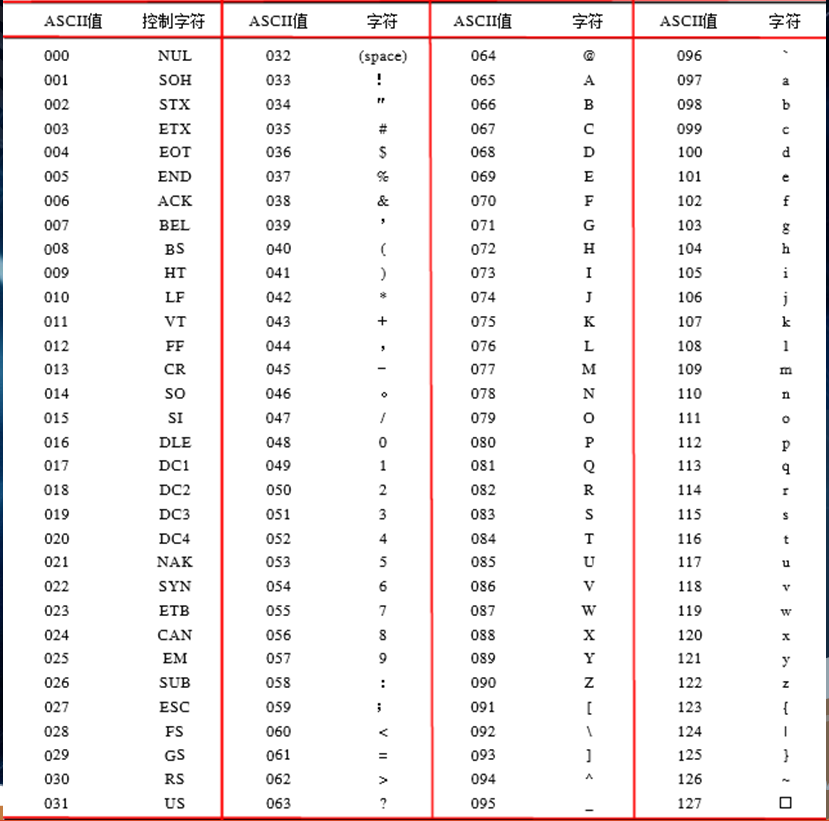 ASCII值 控制字符 ASCII值 字符 ASCII值 字符 ASCII值 字符
000 NUL 032 (space) 064 @ 096 `
001 SOH 033 ! 065 A 097 a
002 STX 034 " 066 B 098 b
003 ETX 035 # 067 C 099 c
004 EOT 036 $ 068 D 100 d
005 END 037 % 069 E 101 e
006 ACK 038 & 070 F 102 f
007 BEL 039 ’ 071 G 103 g
008 BS 040 ( 072 H 104 h
009 HT 041 ) 073 I 105 i
010 LF 042 * 074 J 106 j
011 VT 043 + 075 K 107 k
012 FF 044 , 076 L 108 l
013 CR 045 - 077 M 109 m
014 SO 046 。 078 N 110 n
015 SI 047 / 079 O 111 o
016 DLE 048 0 080 P 112 p
017 DC1 049 1 081 Q 113 q
018 DC2 050 2 082 R 114 r
019 DC3 051 3 083 S 115 s
020 DC4 052 4 084 T 116 t
021 NAK 053 5 085 U 117 u
022 SYN 054 6 086 V 118 v
023 ETB 055 7 087 W 119 w
024 CAN 056 8 088 X 120 x
025 EM 057 9 089 Y 121 y
026 SUB 058 : 090 Z 122 z
027 ESC 059 ; 091 [ 123 {
028 FS 060 < 092 \ 124 |
029 GS 061 = 093 ] 125 }
030 RS 062 > 094 ^ 126 ~
031 US 063 ? 095 _ 127 □